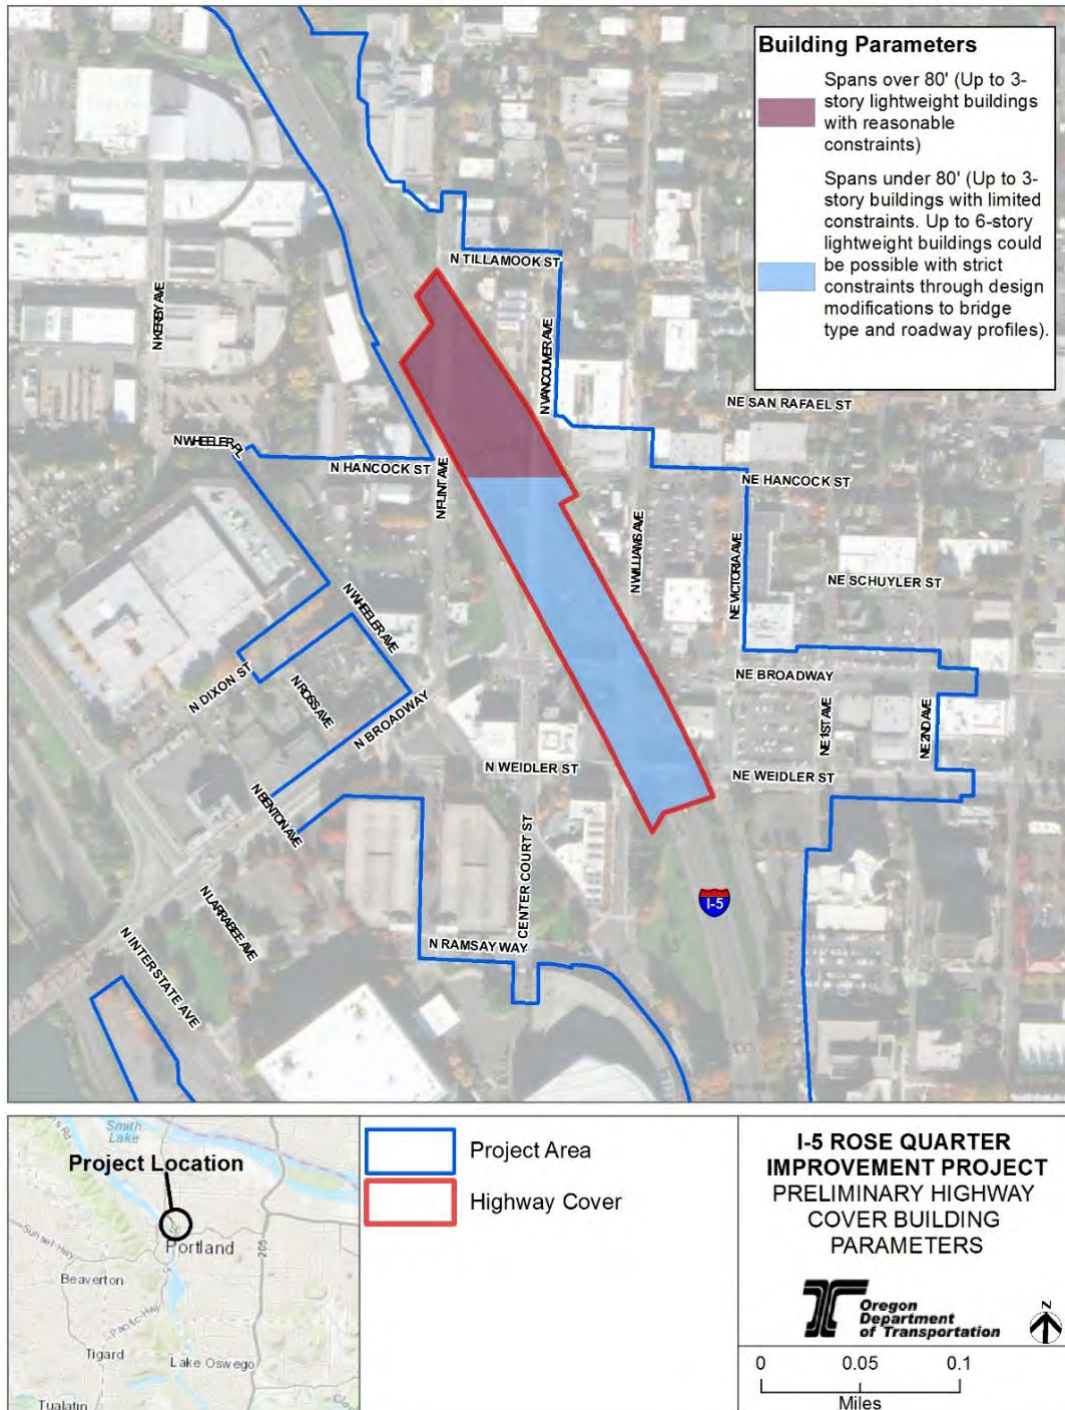 Building Parameters
Spans over 80' (Up to 3-
story lightweight buildings
with reasonable
constraints)
Spans under 80' (Up to 3-
story buildings with limited
constraints. Up to 6-story
lightweight buildings could
be possible with strict
constraints through design
modifications to bridge
type and roadway profiles).
N TILLAMOOK ST
N KERBY AVE
N VANCOUVER AVE
NE SAN RAFAEL ST
N WHEELER PL
N HANCOCK ST
N FLINT AVE
NE HANCOCK ST
N WILLIAMS AVE
NE VICTORIA AVE
NE SCHUYLER ST
N WHEELER AVE
N DIXON ST
N ROSS AVE
N BROADWAY
NE BROADWAY
NE 1ST AVE
NE 2ND AVE
N WEIDLER ST
NE WEIDLER ST
N BENTON AVE
CENTER COURT ST
I-5
N LARRABEE AVE
N RAMSAY WAY
N INTERSTATE AVE
Smith
Lake
Project Location
Portland
Sunset Hwy
205
Beaverton
Pacific Hwy
Tigard
Lake Oswego
Tualatin
Project Area
Highway Cover
I-5 ROSE QUARTER
IMPROVEMENT PROJECT
PRELIMINARY HIGHWAY
COVER BUILDING
PARAMETERS
Oregon
Department
of Transportation
N
0 0.05 0.1
Miles